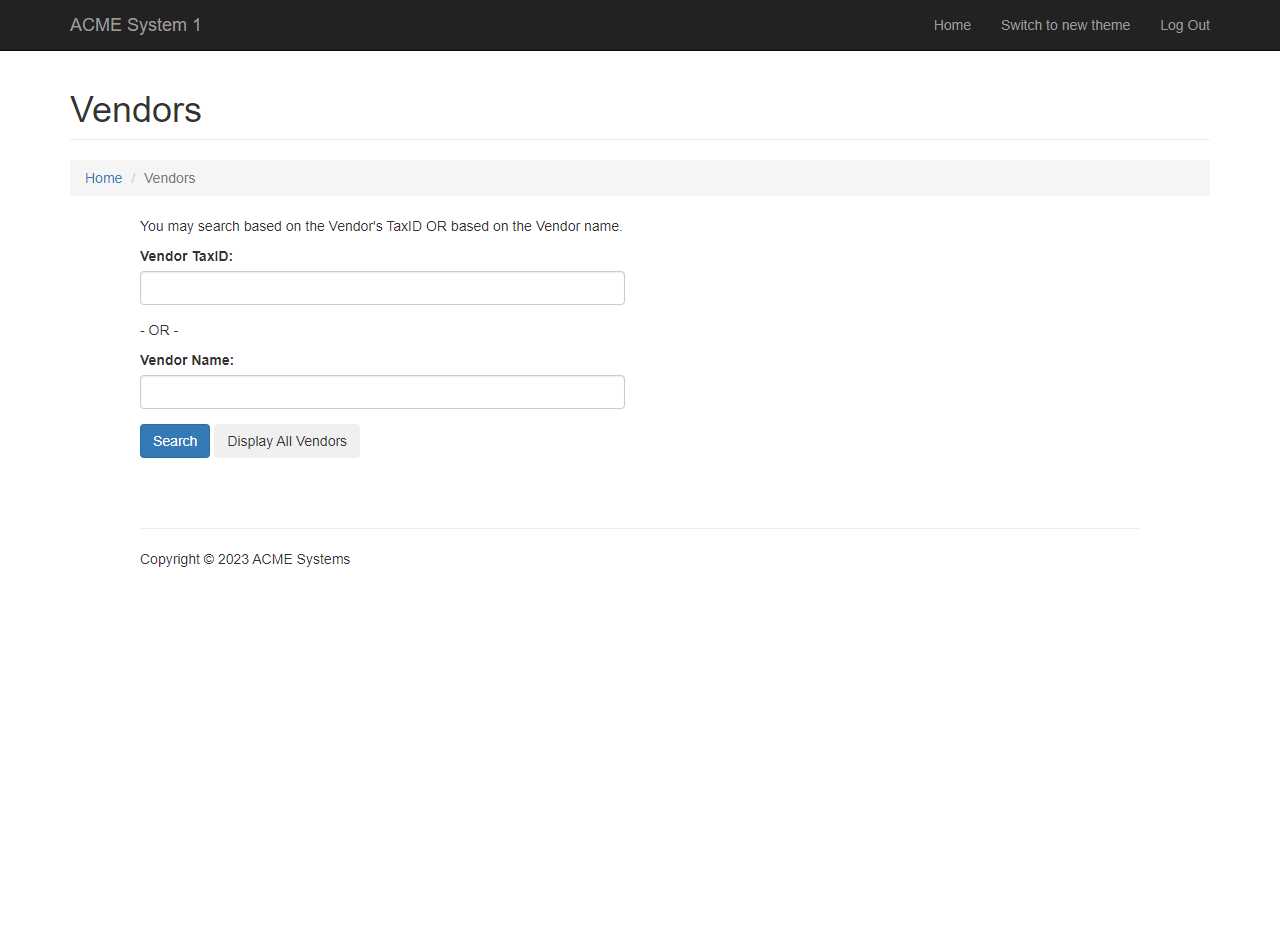 ACME System 1 Home Switch to new theme Log Out
Vendors
Home / Vendors
You may search based on the Vendor's TaxID OR based on the Vendor name.
Vendor TaxID:
- OR -
Vendor Name:
Search Display All Vendors
Copyright © 2023 ACME Systems